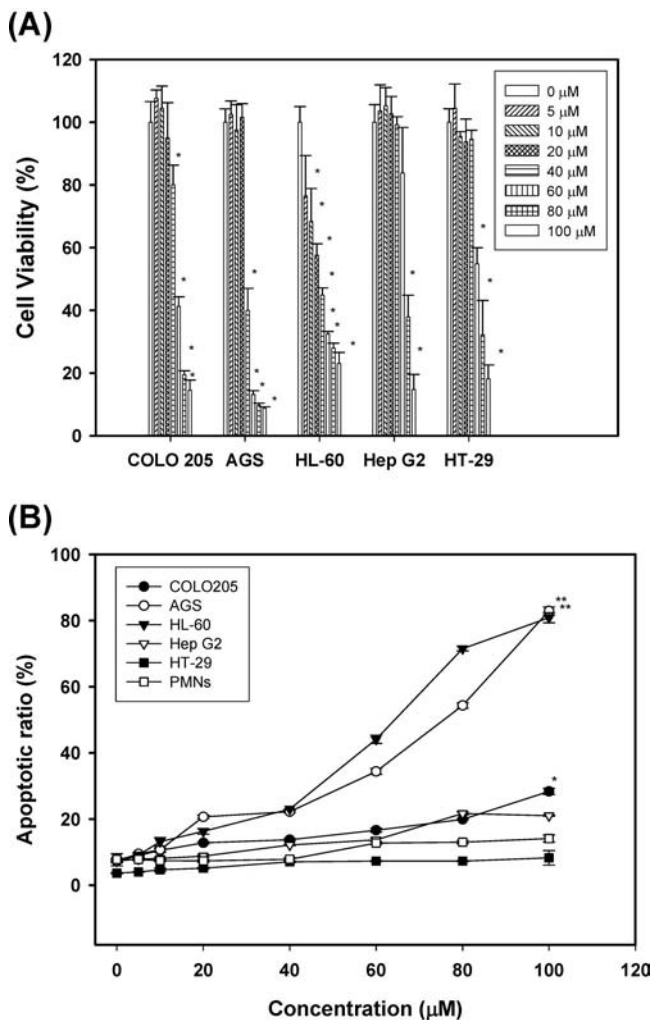 (A)
Cell Viability (%)
120
100
80
60
40
20
0
0 μM
5 μM
10 μM
20 μM
40 μM
60 μM
80 μM
100 μM
* * * *
* * * *
* * * * * * *
* *
* * *
COLO 205 AGS HL-60 Hep G2 HT-29
(B)
Apoptotic ratio (%)
100
80
60
40
20
0
COLO205
AGS
HL-60
Hep G2
HT-29
PMNs
**
**
*
0 20 40 60 80 100 120
Concentration (μM)